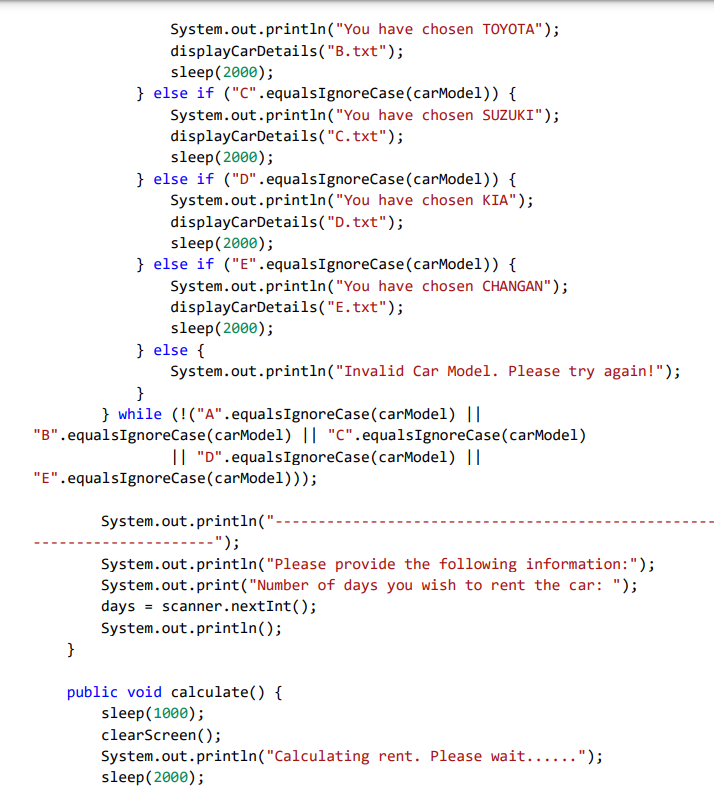 System.out.println("You have chosen TOYOTA");
displayCarDetails("B.txt");
sleep(2000);
} else if ("C".equalsIgnoreCase(carModel)) {
System.out.println("You have chosen SUZUKI");
displayCarDetails("C.txt");
sleep(2000);
} else if ("D".equalsIgnoreCase(carModel)) {
System.out.println("You have chosen KIA");
displayCarDetails("D.txt");
sleep(2000);
} else if ("E".equalsIgnoreCase(carModel)) {
System.out.println("You have chosen CHANGAN");
displayCarDetails("E.txt");
sleep(2000);
} else {
System.out.println("Invalid Car Model. Please try again!");
}
} while (!("A".equalsIgnoreCase(carModel) ||
"B".equalsIgnoreCase(carModel) || "C".equalsIgnoreCase(carModel)
|| "D".equalsIgnoreCase(carModel) ||
"E".equalsIgnoreCase(carModel)));
System.out.println("---------------------------------------------------
---------------------");
System.out.println("Please provide the following information:");
System.out.print("Number of days you wish to rent the car: ");
days = scanner.nextInt();
System.out.println();
}
public void calculate() {
sleep(1000);
clearScreen();
System.out.println("Calculating rent. Please wait......");
sleep(2000);